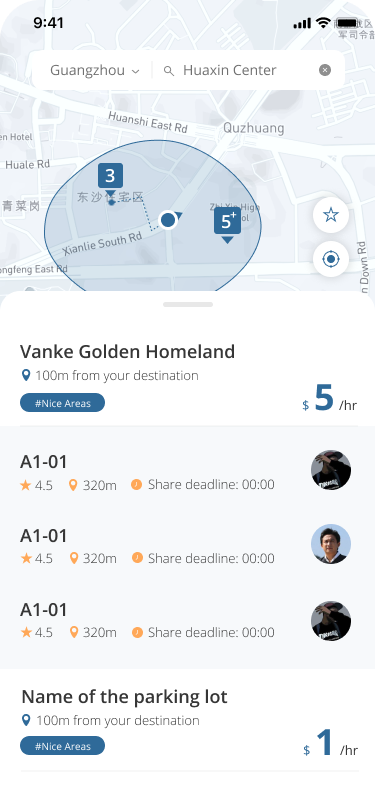 9:41
军司令部
Guangzhou
Huaxin Center
Huanshi East Rd
Quzhuang
en Hotel
Huale Rd
3
东沙住宅区
青菜岗
Zhi Xin High
ol
5+
Xianlie South Rd
ongfeng East Rd
n Down Rd
Vanke Golden Homeland
100m from your destination
#Nice Areas
$ 5 /hr
A1-01
4.5 320m Share deadline: 00:00
A1-01
4.5 320m Share deadline: 00:00
A1-01
4.5 320m Share deadline: 00:00
Name of the parking lot
100m from your destination
#Nice Areas
$ 1 /hr